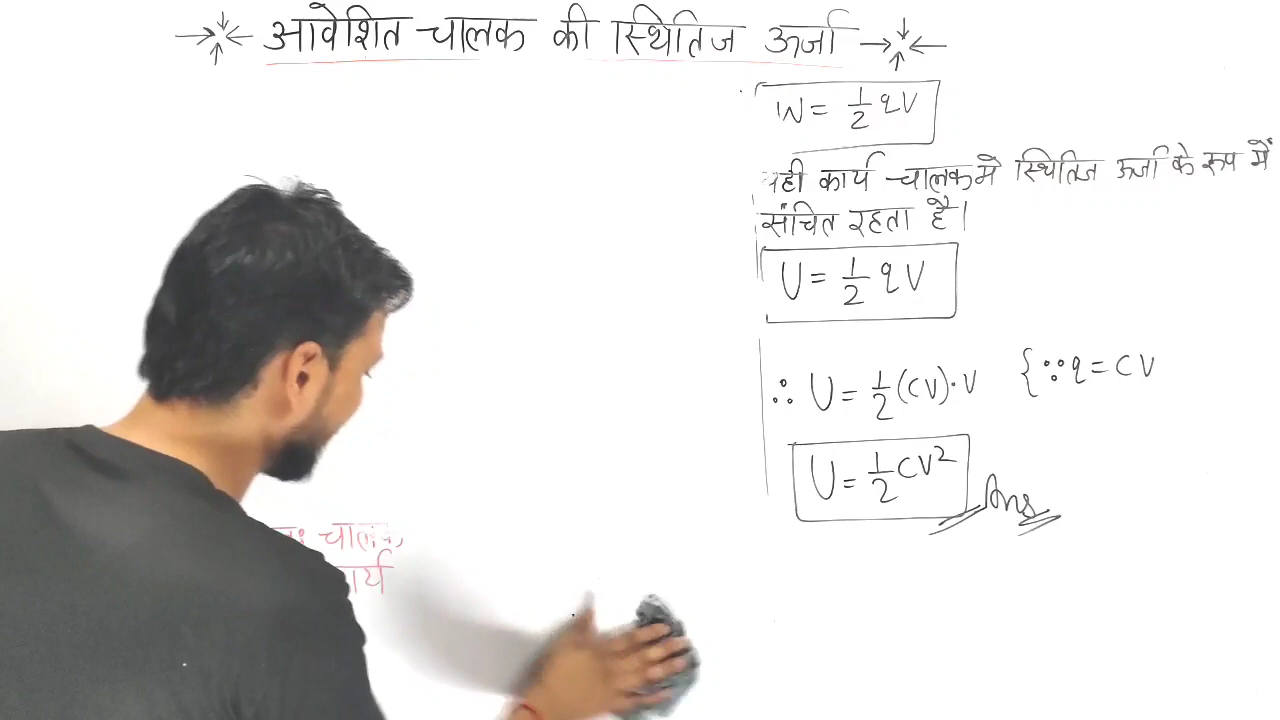 आवेशित चालक की स्थितिज ऊर्जा
W = 1/2 qV
यही कार्य चालक मे स्थितिज ऊर्जा के रूप में
संचित रहता है।
U = 1/2 qV
∴ U = 1/2 (CV)·V {∵ q = CV
U = 1/2 CV² Ans
चालक